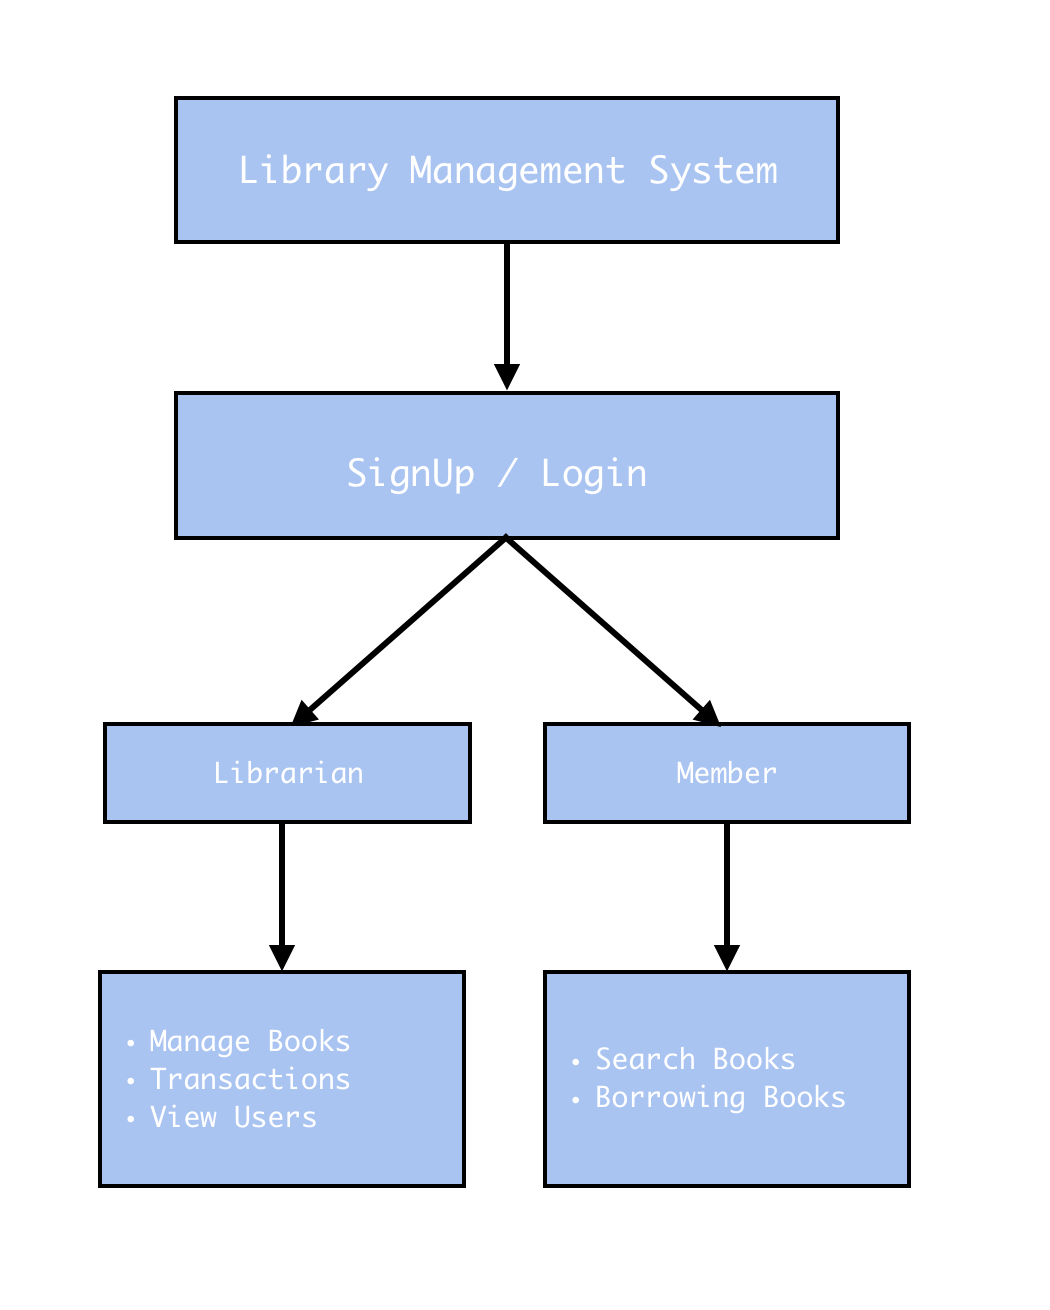 Library Management System
SignUp / Login
Librarian
Member
• Manage Books
• Transactions
• View Users
• Search Books
• Borrowing Books